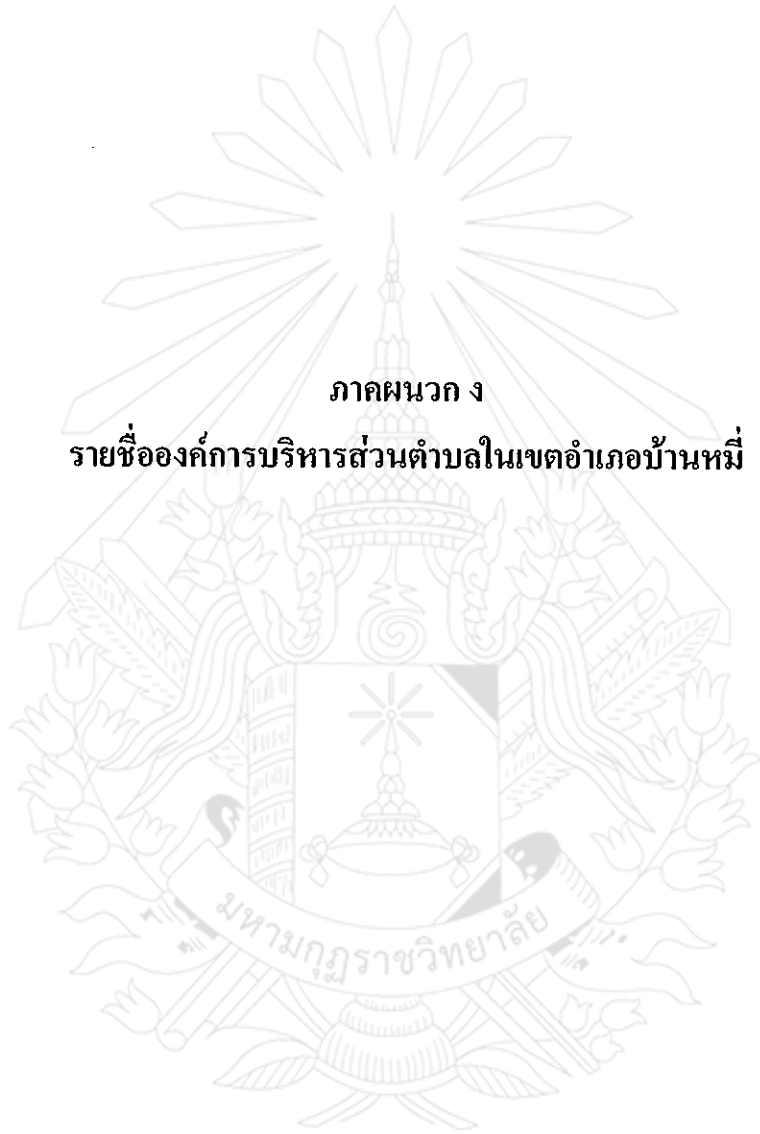 ภาคผนวก ง
รายชื่อองค์การบริหารส่วนตำบลในเขตอำเภอบ้านหมี่
มหามกุฏราชวิทยาลัย